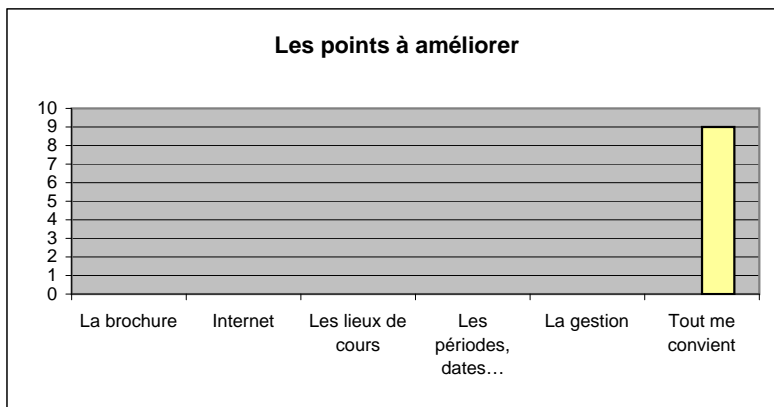 Les points à améliorer
10
9
8
7
6
5
4
3
2
1
0
La brochure
Internet
Les lieux de
cours
Les
périodes,
dates…
La gestion
Tout me
convient